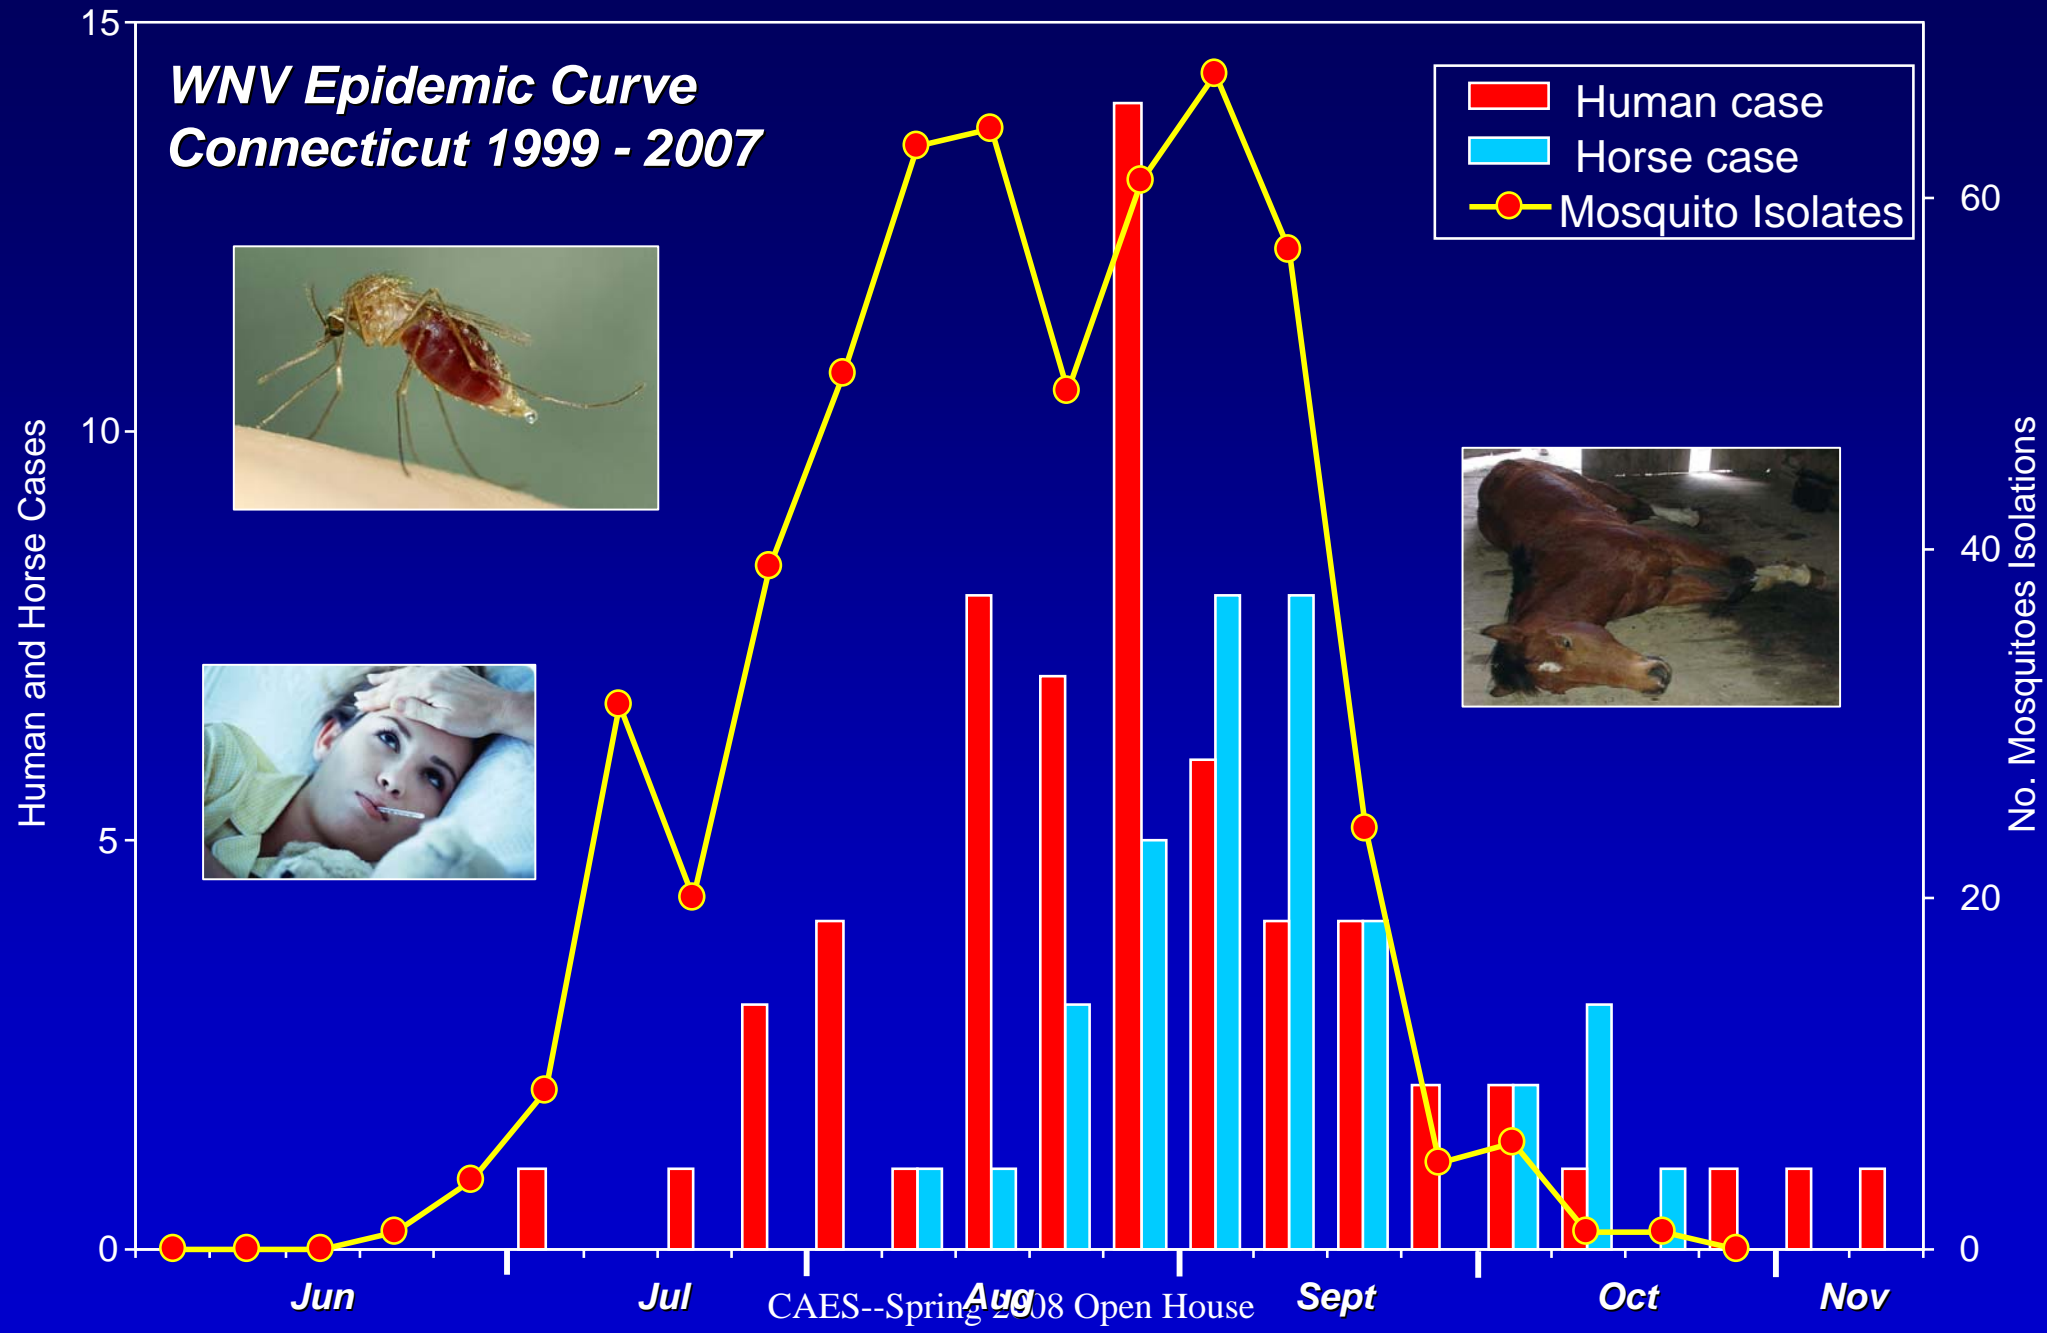 WNV Epidemic Curve
Connecticut 1999 - 2007
Human case
Horse case
Mosquito Isolates
Human and Horse Cases
15
10
5
0
No. Mosquitoes Isolations
60
40
20
0
Jun
Jul
Aug
Sept
Oct
Nov
CAES--Spring 2008 Open House